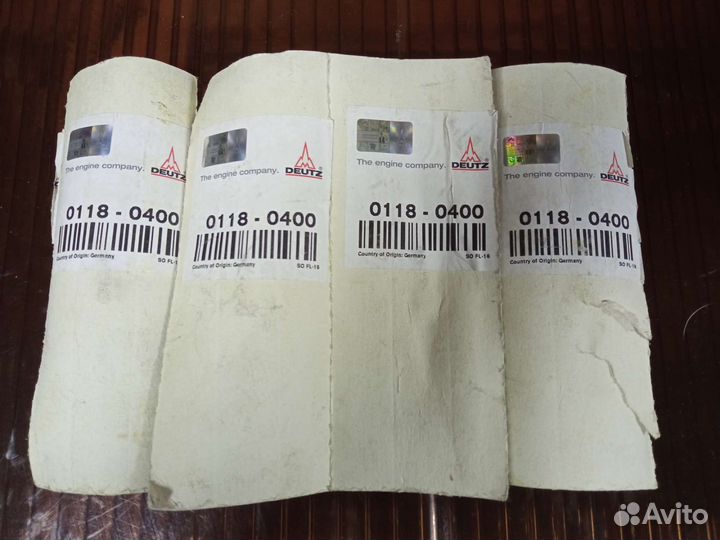 The engine company. DEUTZ®
0118 - 0400
Country of Origin: Germany SO FL-16
The engine company. DEUTZ®
0118 - 0400
Country of Origin: Germany SO FL-16
The engine company. DEUTZ®
0118 - 0400
Country of Origin: Germany SO FL-16
The engine company. DEUTZ®
0118 - 0400
Country of Origin: Germany SO FL-16
Avito